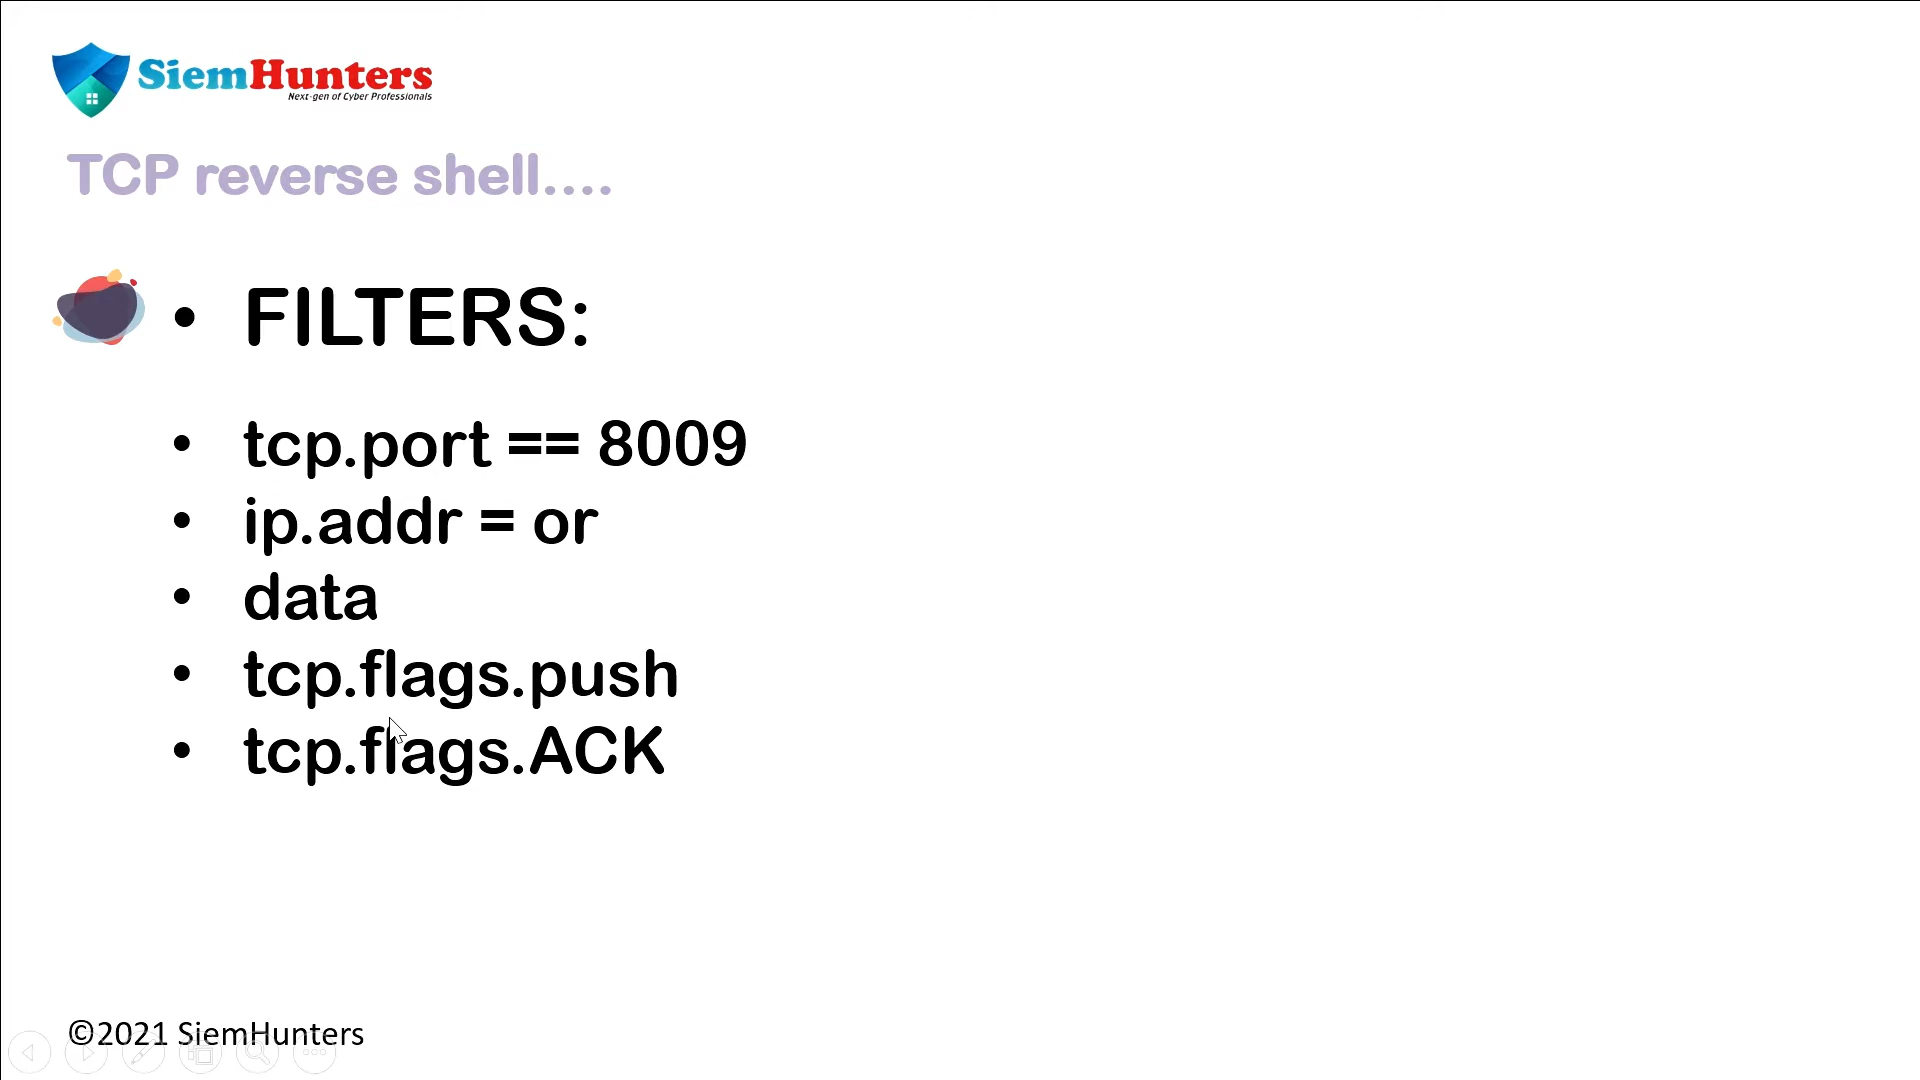 SiemHunters
Next-gen of Cyber Professionals
TCP reverse shell....
• FILTERS:
• tcp.port == 8009
• ip.addr = or
• data
• tcp.flags.push
• tcp.flags.ACK
©2021 SiemHunters